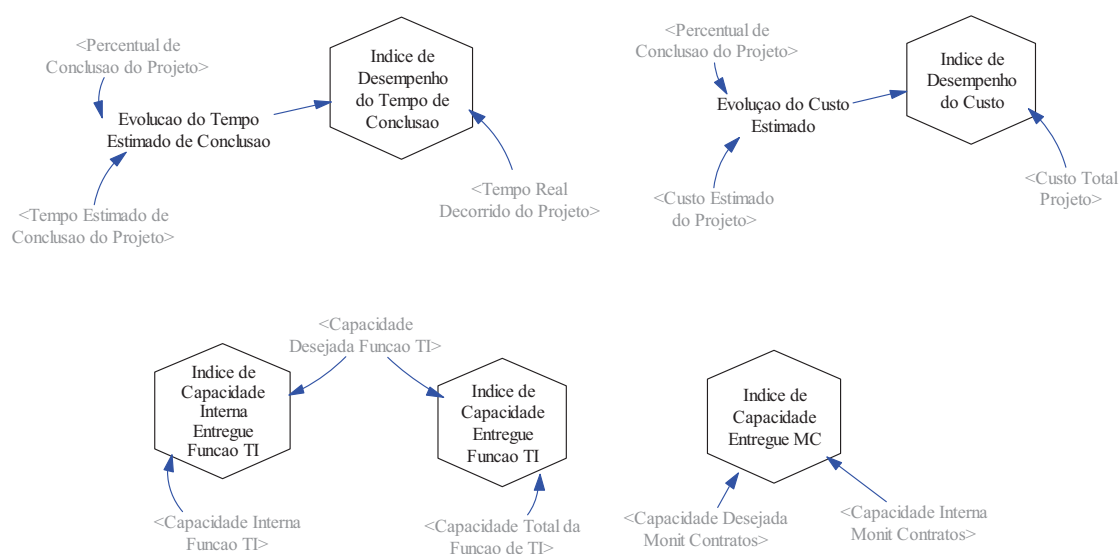 <Percentual de
Conclusao do Projeto>
Evolucao do Tempo
Estimado de Conclusao
<Tempo Estimado de
Conclusao do Projeto>
Indice de
Desempenho
do Tempo de
Conclusao
<Tempo Real
Decorrido do Projeto>
<Percentual de
Conclusao do Projeto>
Evoluçao do Custo
Estimado
<Custo Estimado
do Projeto>
Indice de
Desempenho
do Custo
<Custo Total
Projeto>
<Capacidade
Desejada Funcao TI>
Indice de
Capacidade
Interna
Entregue
Funcao TI
<Capacidade Interna
Funcao TI>
Indice de
Capacidade
Entregue
Funcao TI
<Capacidade Total da
Funcao de TI>
Indice de
Capacidade
Entregue MC
<Capacidade Desejada
Monit Contratos>
<Capacidade Interna
Monit Contratos>